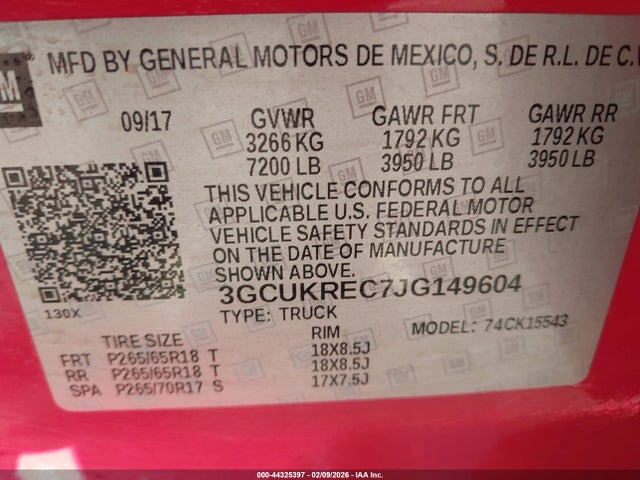 GM
MFD BY GENERAL MOTORS DE MEXICO, S. DE R.L. DE C.V
09/17 GVWR GAWR FRT GAWR RR
3266 KG 1792 KG 1792 KG
7200 LB 3950 LB 3950 LB
THIS VEHICLE CONFORMS TO ALL
APPLICABLE U.S. FEDERAL MOTOR
VEHICLE SAFETY STANDARDS IN EFFECT
ON THE DATE OF MANUFACTURE
SHOWN ABOVE.
3GCUKREC7JG149604
130X
TYPE: TRUCK MODEL: 74CK15543
TIRE SIZE RIM
FRT P265/65R18 T 18X8.5J
RR P265/65R18 T 18X8.5J
SPA P265/70R17 S 17X7.5J
000-44325397 - 02/09/2026 - IAA Inc.